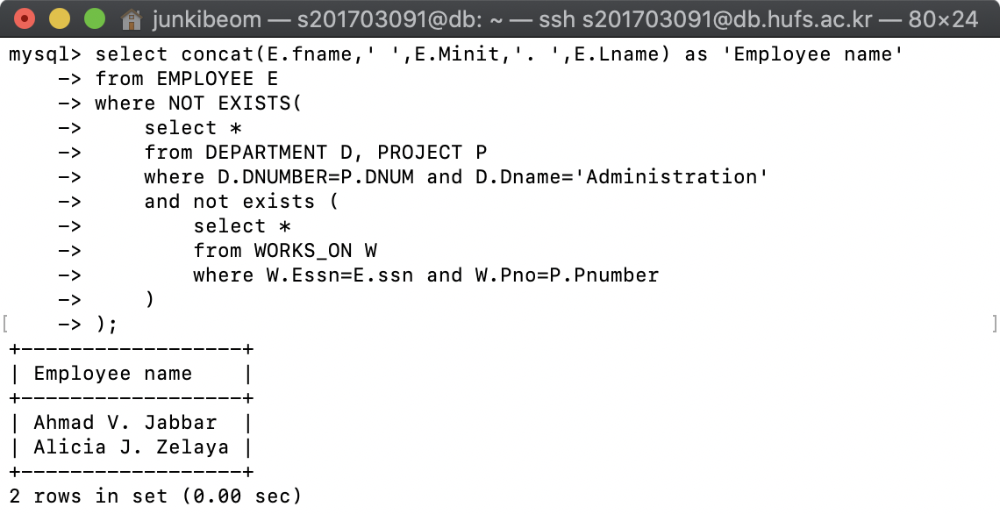 junkibeom — s201703091@db: ~ — ssh s201703091@db.hufs.ac.kr — 80×24
mysql> select concat(E.fname,' ',E.Minit,'. ',E.Lname) as 'Employee name'
    -> from EMPLOYEE E
    -> where NOT EXISTS(
    ->     select *
    ->     from DEPARTMENT D, PROJECT P
    ->     where D.DNUMBER=P.DNUM and D.Dname='Administration'
    ->     and not exists (
    ->         select *
    ->         from WORKS_ON W
    ->         where W.Essn=E.ssn and W.Pno=P.Pnumber
    ->     )
[    -> );                                                                      ]
+------------------+
| Employee name    |
+------------------+
| Ahmad V. Jabbar  |
| Alicia J. Zelaya |
+------------------+
2 rows in set (0.00 sec)